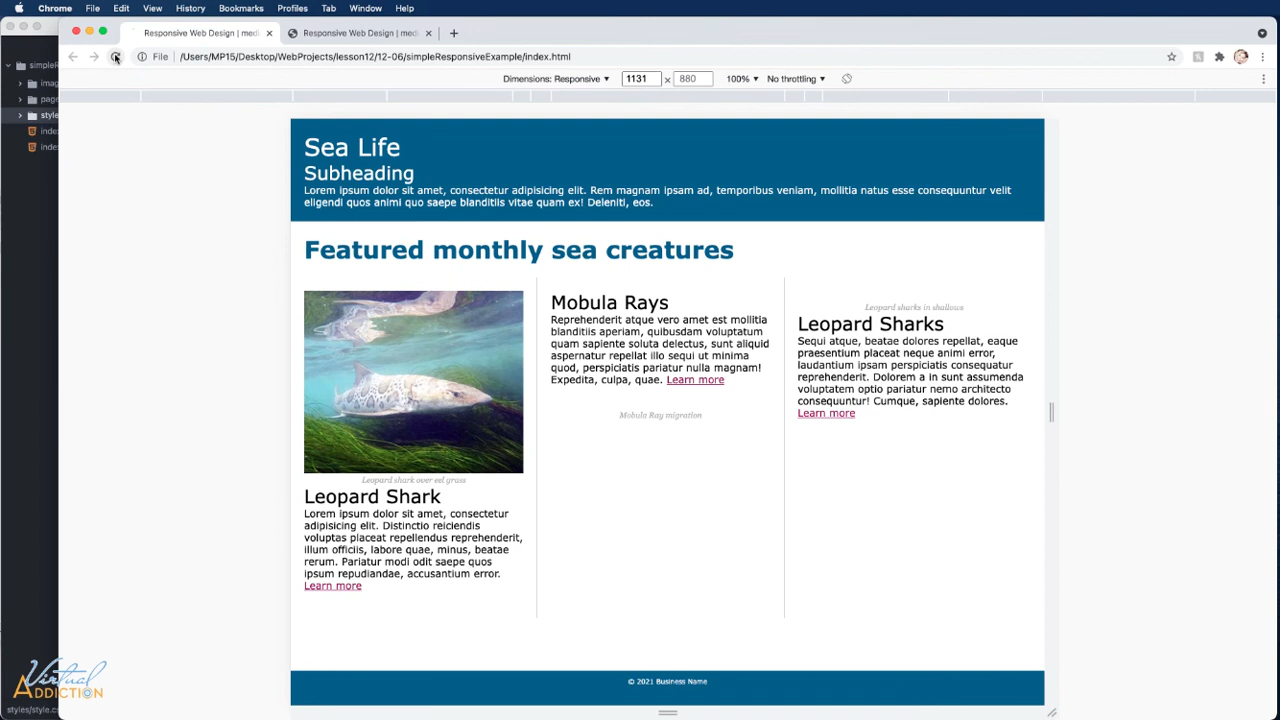 Chrome File Edit View History Bookmarks Profiles Tab Window Help
Responsive Web Design | medi
Responsive Web Design | medi
File /Users/MP15/Desktop/WebProjects/lesson12/12-06/simpleResponsiveExample/index.html
Dimensions: Responsive 1131 × 880 100% No throttling
simpleR
imag
page
style
index
index
Sea Life
Subheading
Lorem ipsum dolor sit amet, consectetur adipisicing elit. Rem magnam ipsam ad, temporibus veniam, mollitia natus esse consequuntur velit
eligendi quos animi quo saepe blanditiis vitae quam ex! Deleniti, eos.
Featured monthly sea creatures
Leopard shark over eel grass
Leopard Shark
Lorem ipsum dolor sit amet, consectetur
adipisicing elit. Distinctio reiciendis
voluptas placeat repellendus reprehenderit,
illum officiis, labore quae, minus, beatae
rerum. Pariatur modi odit saepe quos
ipsum repudiandae, accusantium error.
Learn more
Mobula Rays
Reprehenderit atque vero amet est mollitia
blanditiis aperiam, quibusdam voluptatum
quam sapiente soluta delectus, sunt aliquid
aspernatur repellat illo sequi ut minima
quod, perspiciatis pariatur nulla magnam!
Expedita, culpa, quae. Learn more
Mobula Ray migration
Leopard sharks in shallows
Leopard Sharks
Sequi atque, beatae dolores repellat, eaque
praesentium placeat neque animi error,
laudantium ipsam perspiciatis consequatur
reprehenderit. Dolorem a in sunt assumenda
voluptatem optio pariatur nemo architecto
consequuntur! Cumque, sapiente dolores.
Learn more
© 2021 Business Name
Virtual
Addiction
styles/style.cs